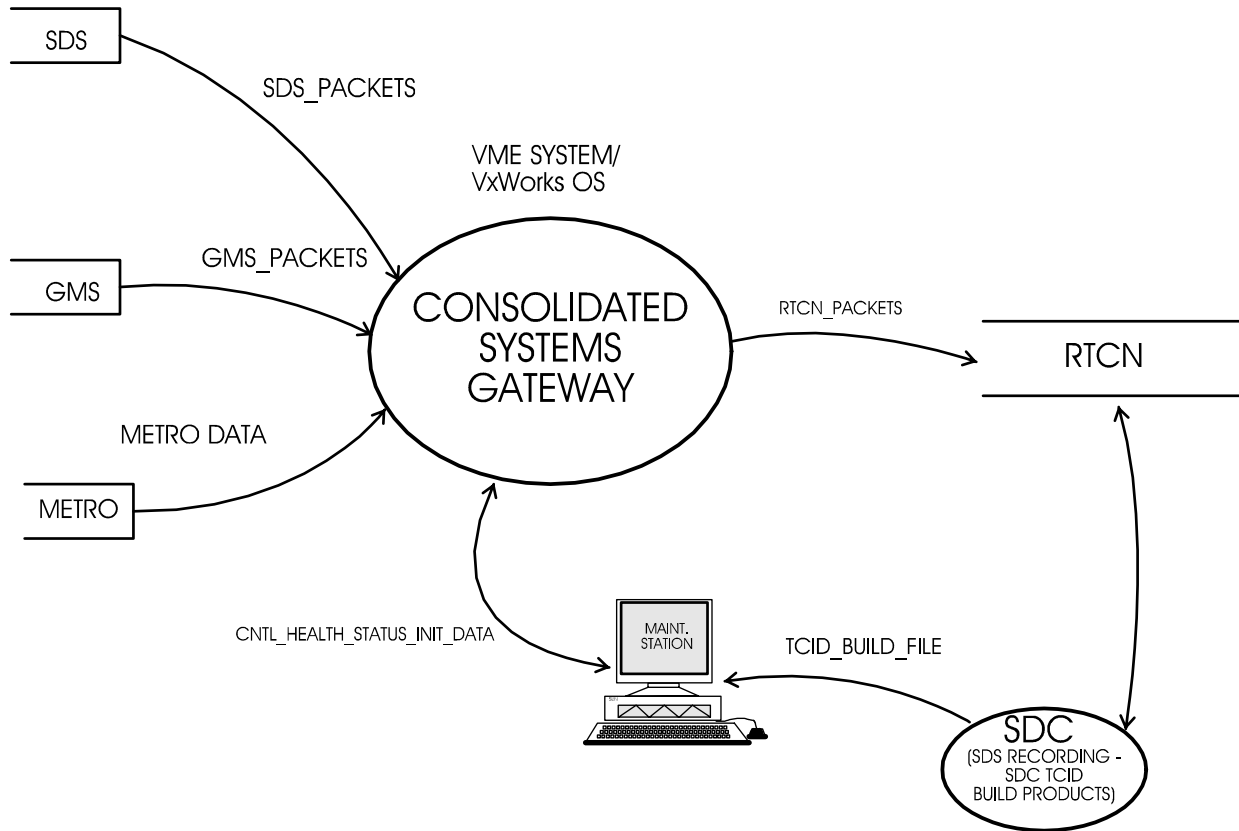 SDS
SDS_PACKETS
VME SYSTEM/
VxWorks OS
GMS_PACKETS
GMS
CONSOLIDATED
SYSTEMS
GATEWAY
RTCN_PACKETS
RTCN
METRO DATA
METRO
CNTL_HEALTH_STATUS_INIT_DATA
MAINT.
STATION
TCID_BUILD_FILE
SDC
(SDS RECORDING -
SDC TCID
BUILD PRODUCTS)